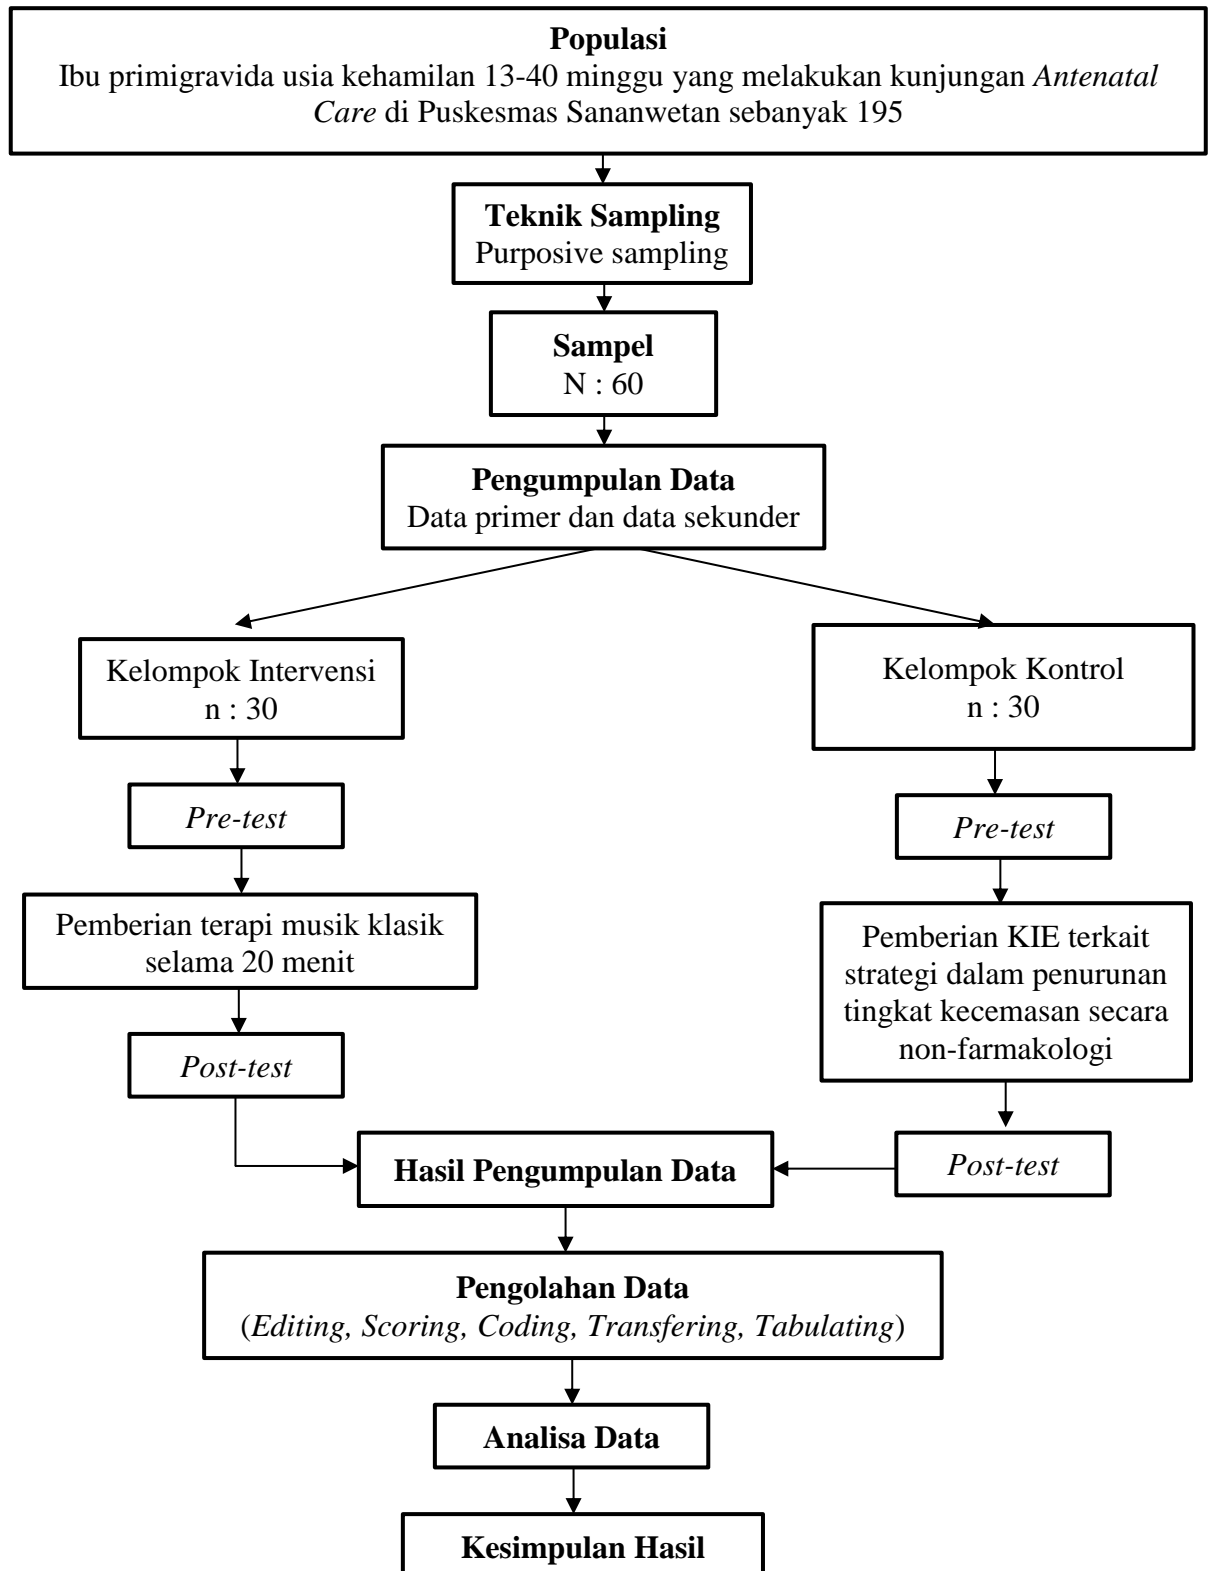 Populasi
Ibu primigravida usia kehamilan 13-40 minggu yang melakukan kunjungan Antenatal
Care di Puskesmas Sananwetan sebanyak 195
Teknik Sampling
Purposive sampling
Sampel
N : 60
Pengumpulan Data
Data primer dan data sekunder
Kelompok Intervensi
n : 30
Kelompok Kontrol
n : 30
Pre-test
Pre-test
Pemberian terapi musik klasik
selama 20 menit
Pemberian KIE terkait
strategi dalam penurunan
tingkat kecemasan secara
non-farmakologi
Post-test
Post-test
Hasil Pengumpulan Data
Pengolahan Data
(Editing, Scoring, Coding, Transfering, Tabulating)
Analisa Data
Kesimpulan Hasil